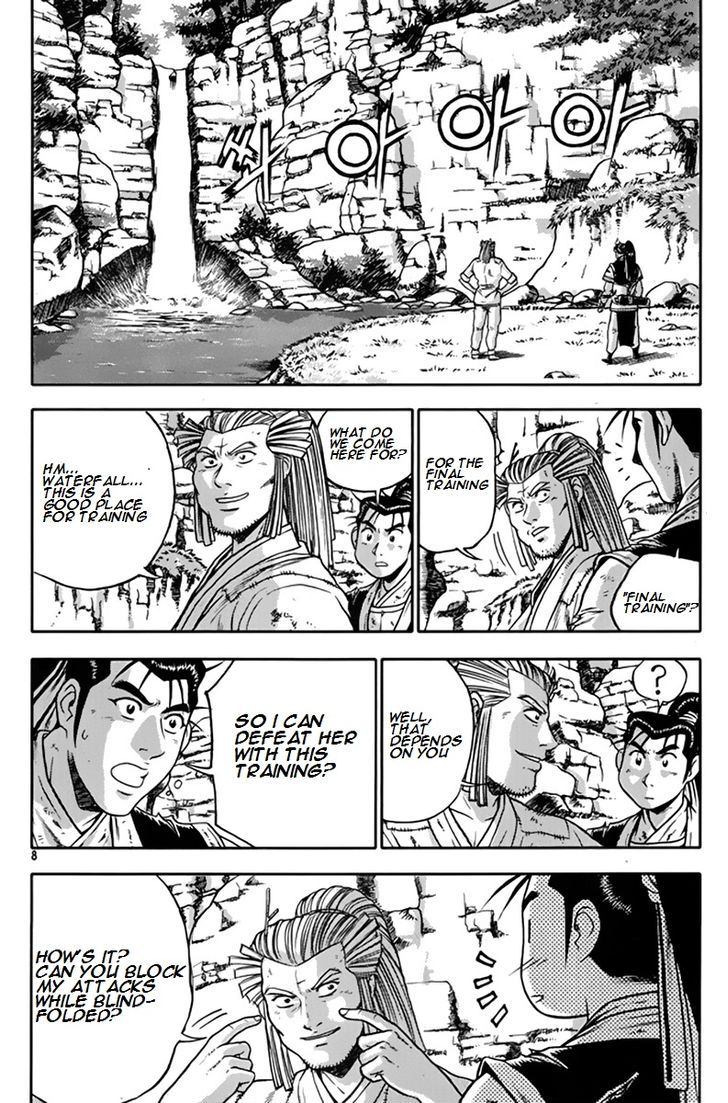 쏴 아 아 아
HM...
WATERFALL...
THIS IS A
GOOD PLACE
FOR TRAINING
WHAT DO
WE COME
HERE FOR?
FOR THE
FINAL
TRAINING
"FINAL
TRAINING"?
SO I CAN
DEFEAT HER
WITH THIS
TRAINING?
WELL,
THAT
DEPENDS
ON YOU
?
8
HOW'S IT?
CAN YOU BLOCK
MY ATTACKS
WHILE BLIND-
FOLDED?